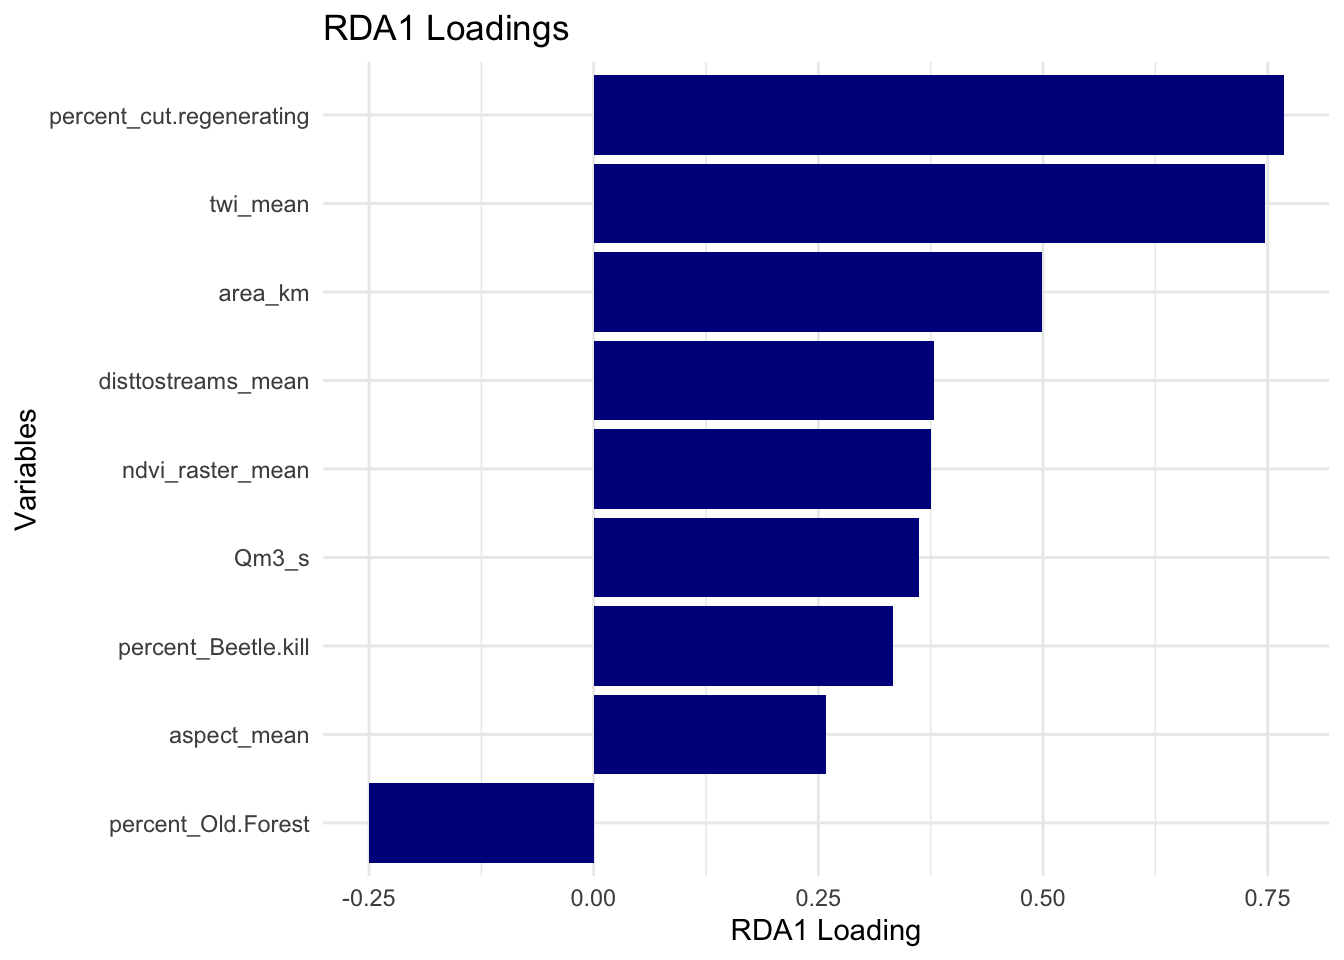 RDA1 Loadings
percent_cut.regenerating
twi_mean
area_km
disttostreams_mean
ndvi_raster_mean
Qm3_s
percent_Beetle.kill
aspect_mean
percent_Old.Forest
Variables
-0.25 0.00 0.25 0.50 0.75
RDA1 Loading